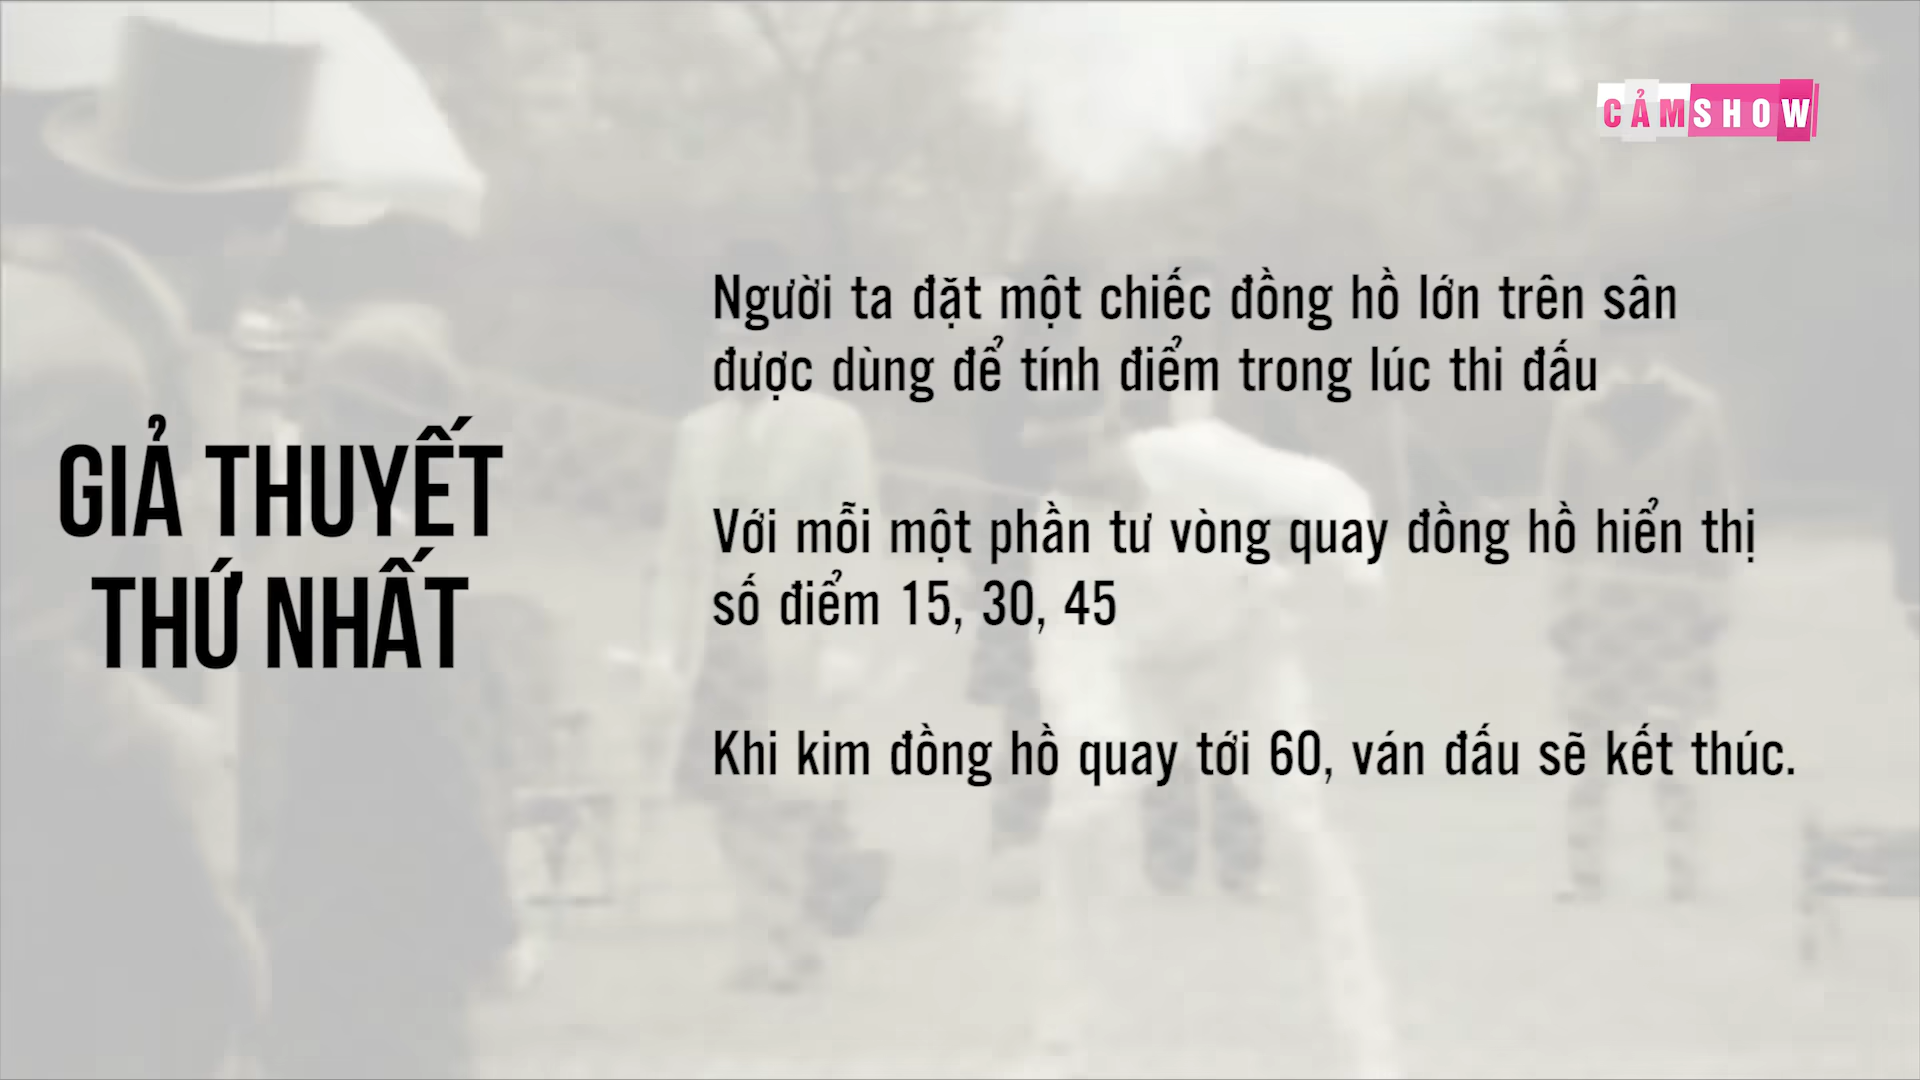 CẢMSHOW
GIẢ THUYẾT
THỨ NHẤT
Người ta đặt một chiếc đồng hồ lớn trên sân
được dùng để tính điểm trong lúc thi đấu
Với mỗi một phần tư vòng quay đồng hồ hiển thị
số điểm 15, 30, 45
Khi kim đồng hồ quay tới 60, ván đấu sẽ kết thúc.